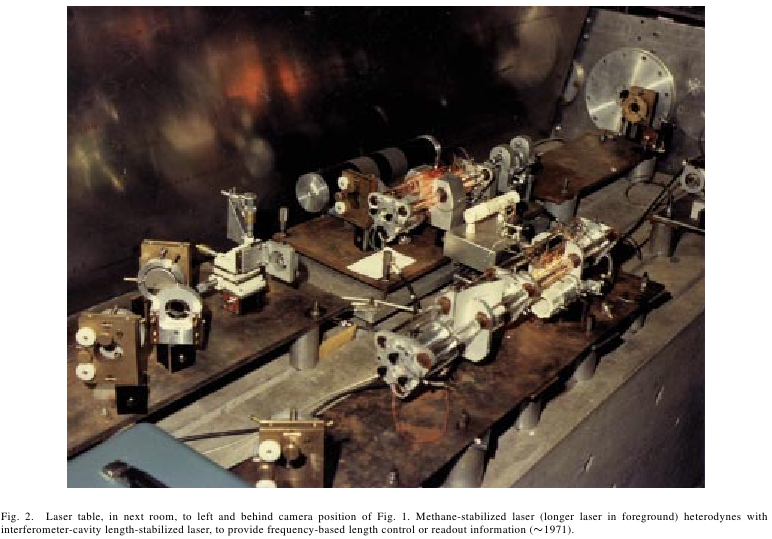 Fig. 2. Laser table, in next room, to left and behind camera position of Fig. 1. Methane-stabilized laser (longer laser in foreground) heterodynes with
interferometer-cavity length-stabilized laser, to provide frequency-based length control or readout information (∼1971).